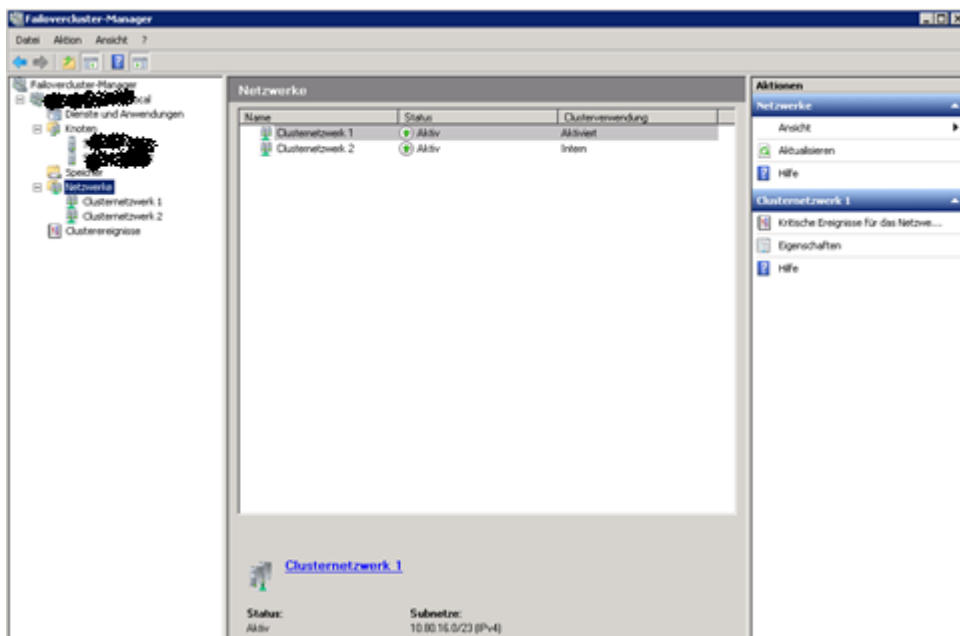 Failovercluster-Manager
Datei Aktion Ansicht ?
Failovercluster-Manager
Dienste und Anwendungen
Knoten
Speicher
Netzwerke
Clusternetzwerk 1
Clusternetzwerk 2
Clusterereignisse
Netzwerke
Name Status Clusterverwendung
Clusternetzwerk 1 Aktiv Aktiviert
Clusternetzwerk 2 Aktiv Intern
Clusternetzwerk 1
Status: Subnetze:
Aktiv 10.80.16.0/23 (IPv4)
Aktionen
Netzwerke
Ansicht
Aktualisieren
Hilfe
Clusternetzwerk 1
Kritische Ereignisse für das Netzwe...
Eigenschaften
Hilfe